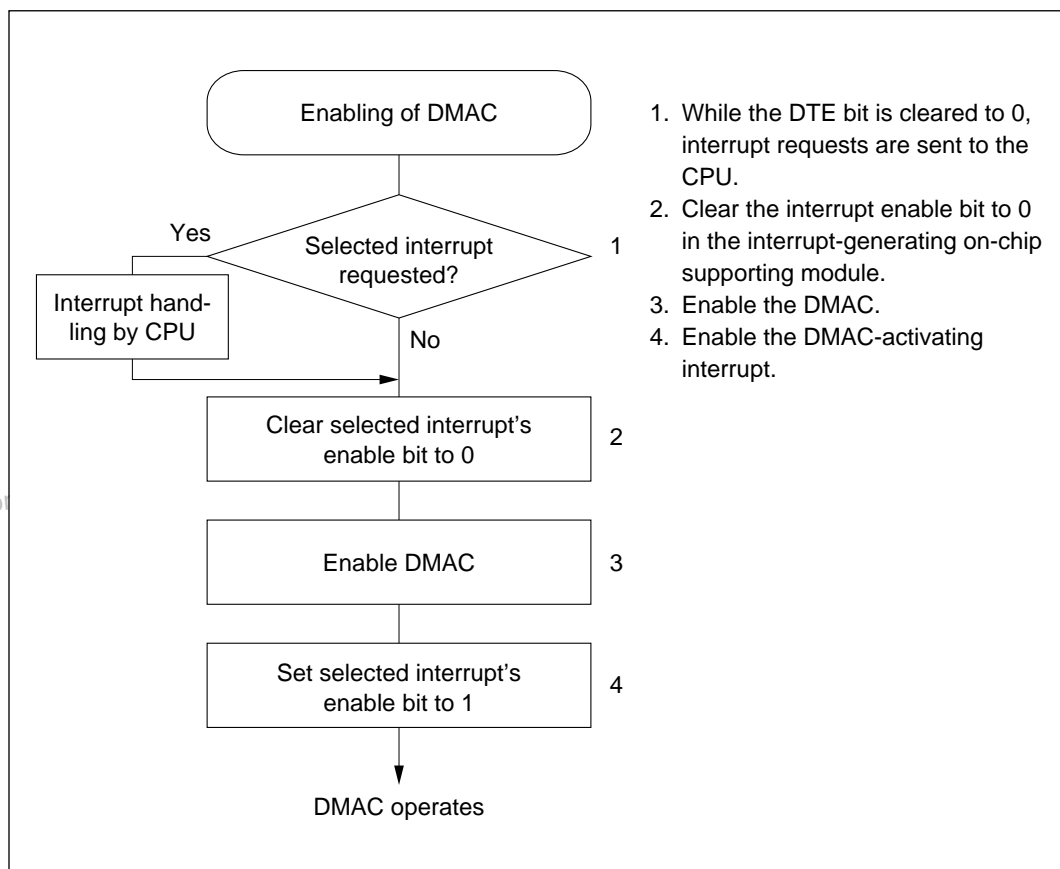 Enabling of DMAC
Yes
Selected interrupt
requested?
1
Interrupt hand-
ling by CPU
No
Clear selected interrupt's
enable bit to 0
2
Enable DMAC
3
Set selected interrupt's
enable bit to 1
4
DMAC operates
1. While the DTE bit is cleared to 0,
interrupt requests are sent to the
CPU.
2. Clear the interrupt enable bit to 0
in the interrupt-generating on-chip
supporting module.
3. Enable the DMAC.
4. Enable the DMAC-activating
interrupt.